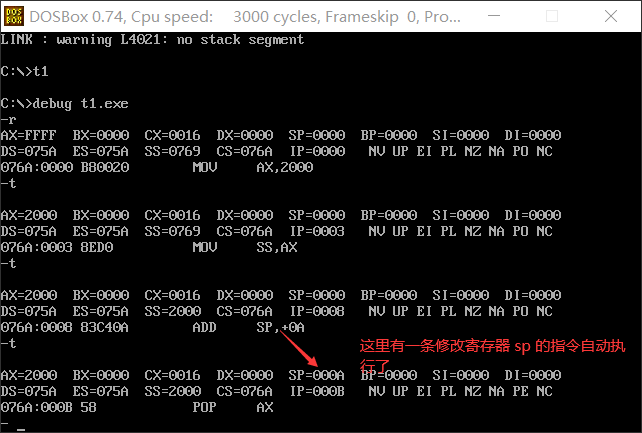 DOSBox 0.74, Cpu speed:    3000 cycles, Frameskip  0, Pro...
LINK : warning L4021: no stack segment
C:\>t1
C:\>debug t1.exe
-r
AX=FFFF  BX=0000  CX=0016  DX=0000  SP=0000  BP=0000  SI=0000  DI=0000
DS=075A  ES=075A  SS=0769  CS=076A  IP=0000   NV UP EI PL NZ NA PO NC
076A:0000 B80020        MOV     AX,2000
-t
AX=2000  BX=0000  CX=0016  DX=0000  SP=0000  BP=0000  SI=0000  DI=0000
DS=075A  ES=075A  SS=0769  CS=076A  IP=0003   NV UP EI PL NZ NA PO NC
076A:0003 8ED0          MOV     SS,AX
-t
AX=2000  BX=0000  CX=0016  DX=0000  SP=0000  BP=0000  SI=0000  DI=0000
DS=075A  ES=075A  SS=2000  CS=076A  IP=0008   NV UP EI PL NZ NA PO NC
076A:0008 83C40A        ADD     SP,+0A
-t
这里有一条修改寄存器 sp 的指令自动执
行了
AX=2000  BX=0000  CX=0016  DX=0000  SP=000A  BP=0000  SI=0000  DI=0000
DS=075A  ES=075A  SS=2000  CS=076A  IP=000B   NV UP EI PL NZ NA PE NC
076A:000B 58            POP     AX
- _